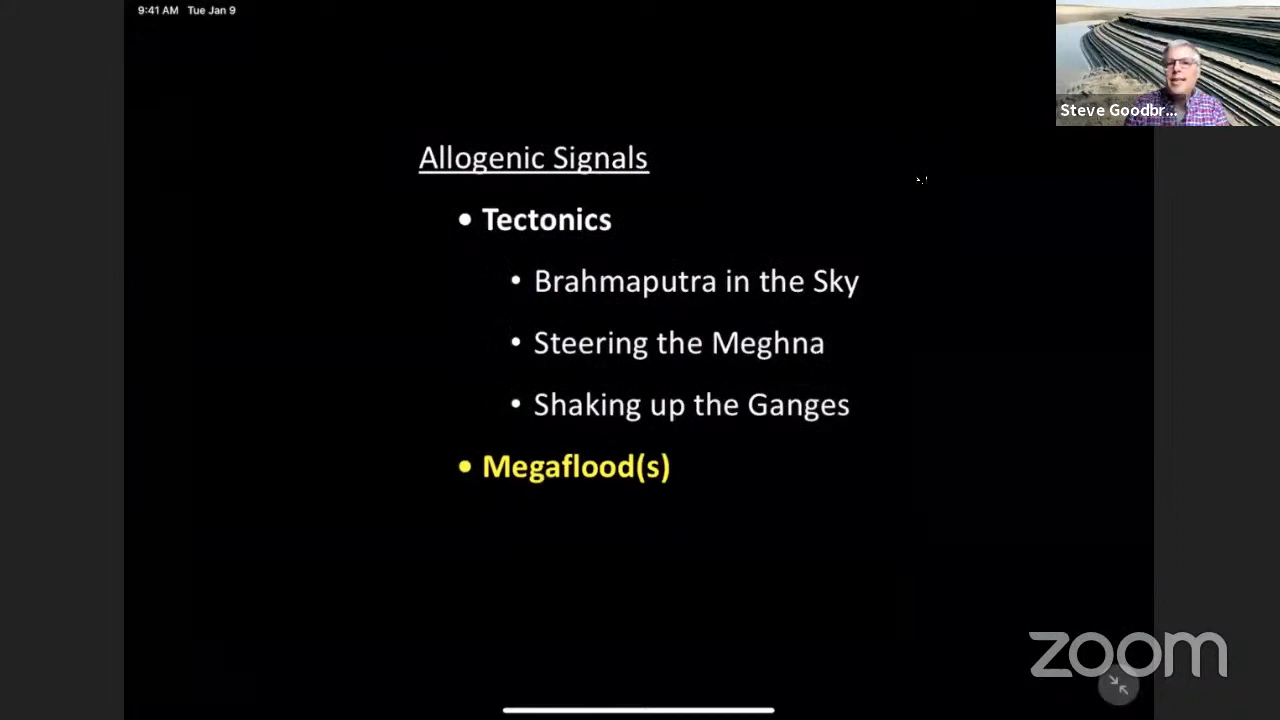 9:41 AM Tue Jan 9
Steve Goodbr...
Allogenic Signals
• Tectonics
• Brahmaputra in the Sky
• Steering the Meghna
• Shaking up the Ganges
• Megaflood(s)
zoom